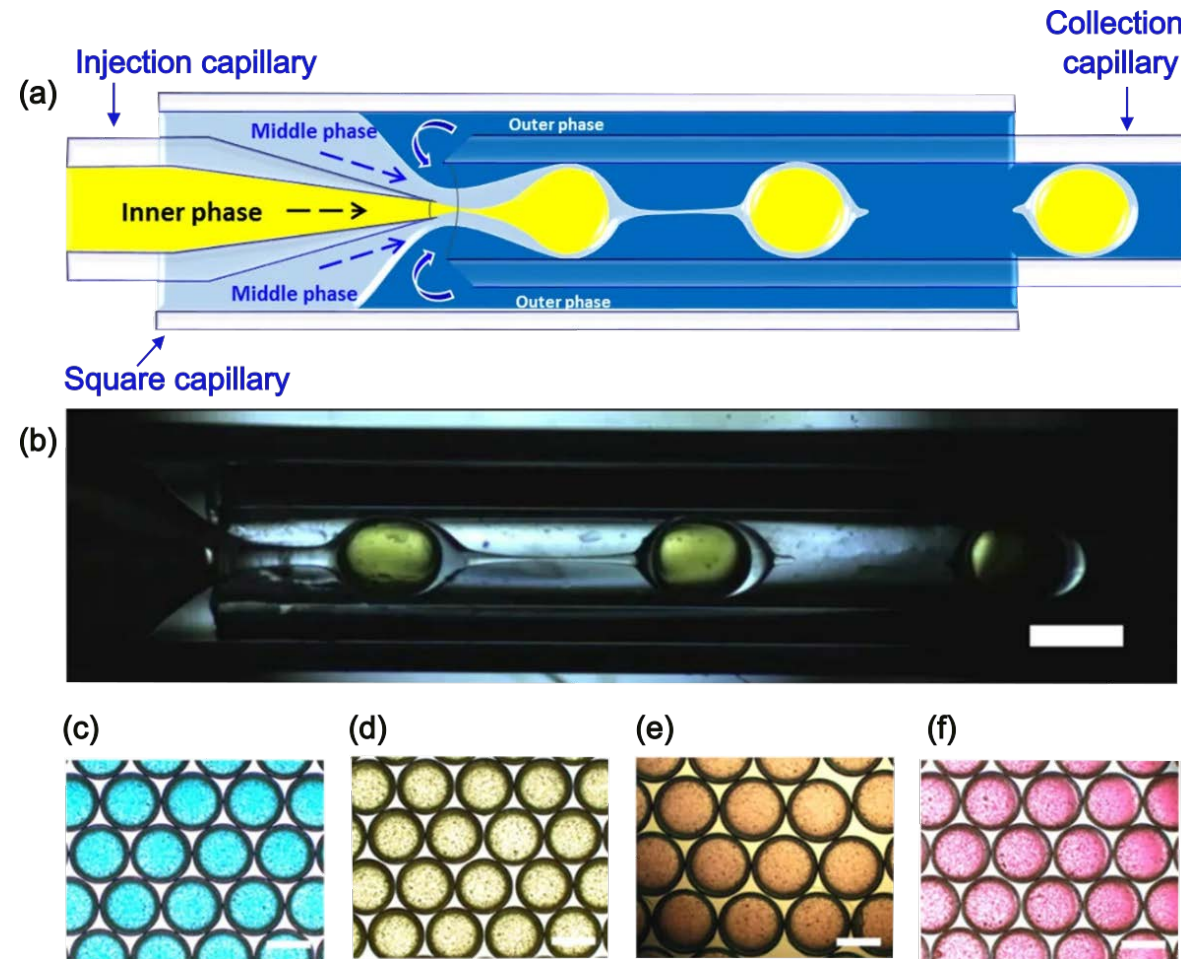 Collection
capillary
Injection capillary
(a)
Middle phase
Outer phase
Inner phase
Middle phase
Outer phase
Square capillary
(b)
(c)
(d)
(e)
(f)